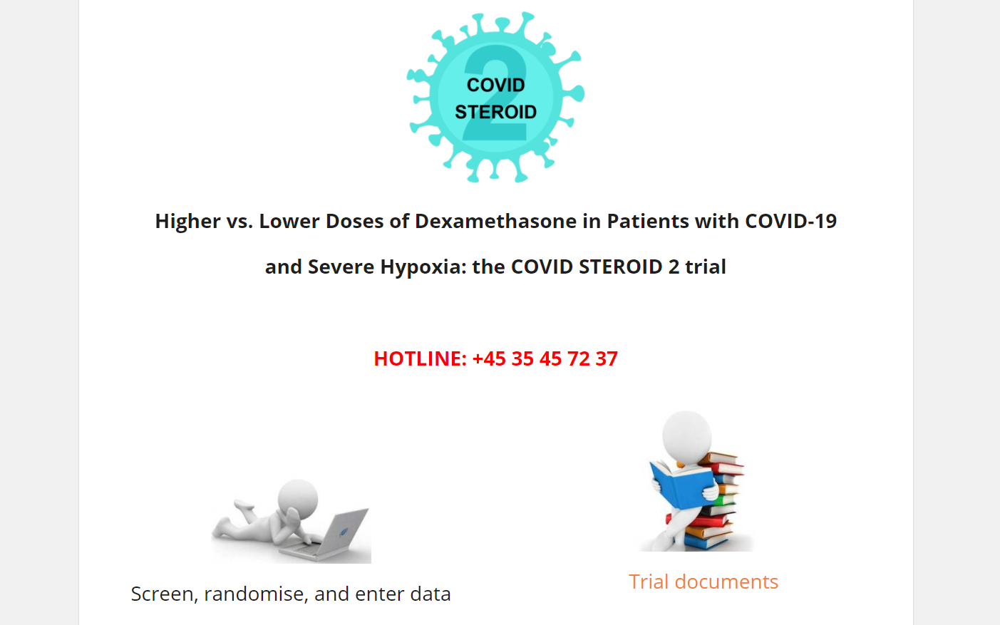 2
COVID
STEROID
Higher vs. Lower Doses of Dexamethasone in Patients with COVID-19
and Severe Hypoxia: the COVID STEROID 2 trial
HOTLINE: +45 35 45 72 37
Screen, randomise, and enter data
Trial documents